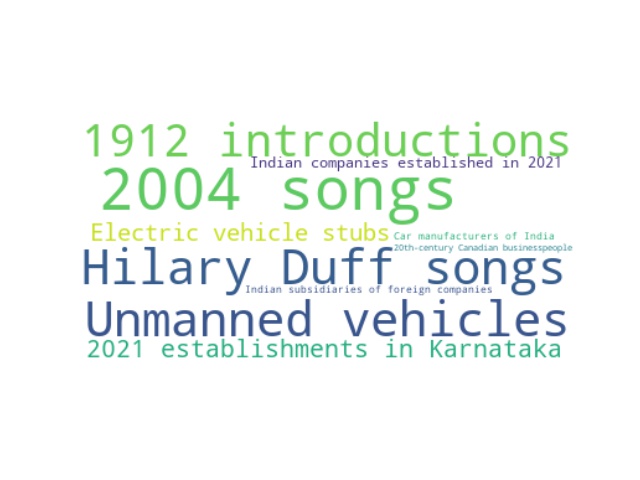 1912 introductions
Indian companies established in 2021
2004 songs
Electric vehicle stubs
Car manufacturers of India
20th-century Canadian businesspeople
Hilary Duff songs
Indian subsidiaries of foreign companies
Unmanned vehicles
2021 establishments in Karnataka